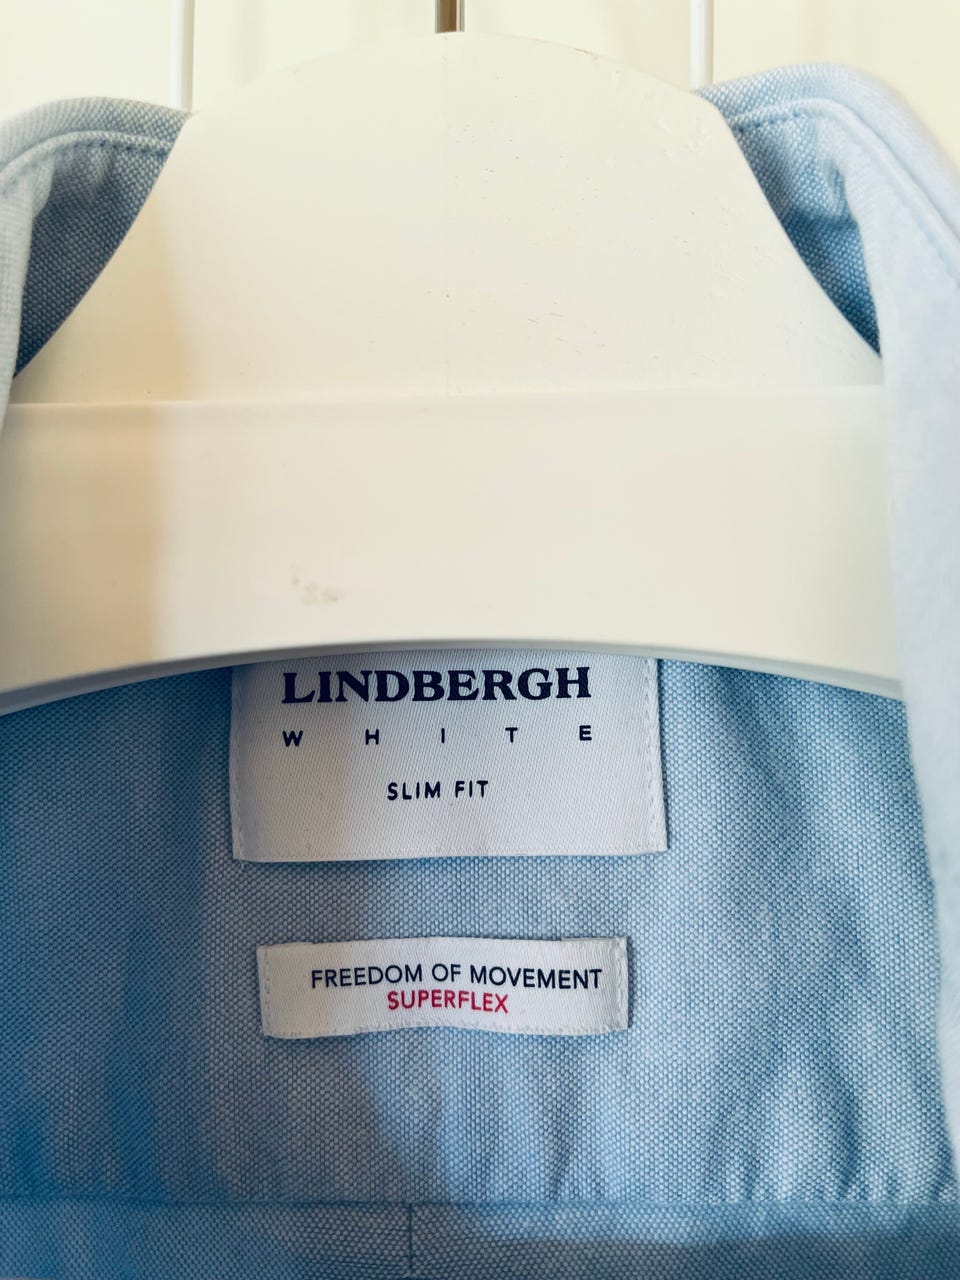 LINDBERGH
WHITE
SLIM FIT
FREEDOM OF MOVEMENT
SUPERFLEX